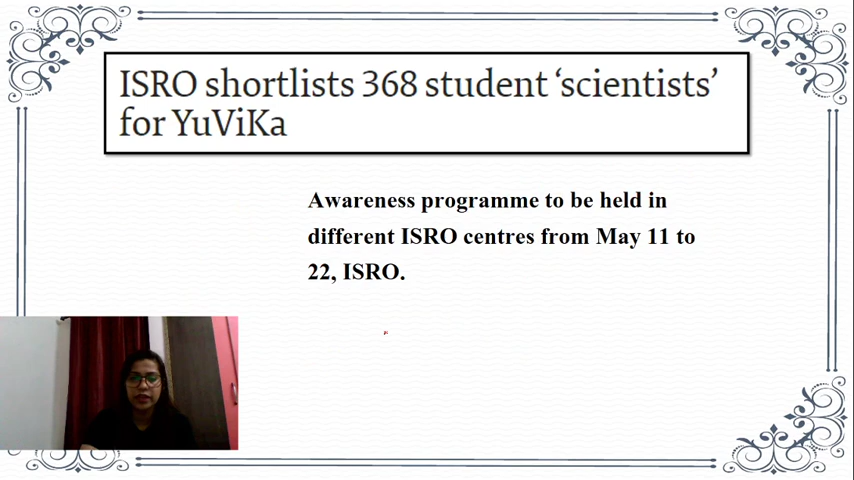 ISRO shortlists 368 student ‘scientists’
for YuViKa
Awareness programme to be held in
different ISRO centres from May 11 to
22, ISRO.